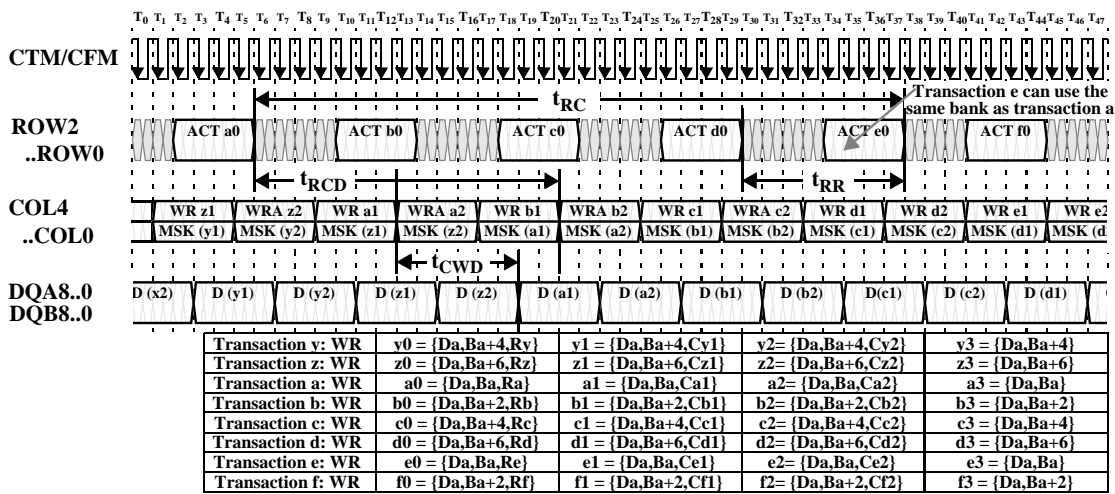 T0 T1 T2 T3 T4 T5 T6 T7 T8 T9 T10 T11 T12 T13 T14 T15 T16 T17 T18 T19 T20 T21 T22 T23 T24 T25 T26 T27 T28 T29 T30 T31 T32 T33 T34 T35 T36 T37 T38 T39 T40 T41 T42 T43 T44 T45 T46 T47
CTM/CFM
Transaction e can use the
same bank as transaction a
tRC
ROW2
..ROW0
ACT a0 ACT b0 ACT c0 ACT d0 ACT e0 ACT f0
tRCD tRR
COL4
..COL0
WR z1 WRA z2 WR a1 WRA a2 WR b1 WRA b2 WR c1 WRA c2 WR d1 WR d2 WR e1 WR e2
MSK (y1) MSK (y2) MSK (z1) MSK (z2) MSK (a1) MSK (a2) MSK (b1) MSK (b2) MSK (c1) MSK (c2) MSK (d1) MSK (d
tCWD
DQA8..0
DQB8..0
D (x2) D (y1) D (y2) D (z1) D (z2) D (a1) D (a2) D (b1) D (b2) D(c1) D (c2) D (d1)
Transaction y: WR y0 = {Da,Ba+4,Ry} y1 = {Da,Ba+4,Cy1} y2= {Da,Ba+4,Cy2} y3 = {Da,Ba+4}
Transaction z: WR z0 = {Da,Ba+6,Rz} z1 = {Da,Ba+6,Cz1} z2= {Da,Ba+6,Cz2} z3 = {Da,Ba+6}
Transaction a: WR a0 = {Da,Ba,Ra} a1 = {Da,Ba,Ca1} a2= {Da,Ba,Ca2} a3 = {Da,Ba}
Transaction b: WR b0 = {Da,Ba+2,Rb} b1 = {Da,Ba+2,Cb1} b2= {Da,Ba+2,Cb2} b3 = {Da,Ba+2}
Transaction c: WR c0 = {Da,Ba+4,Rc} c1 = {Da,Ba+4,Cc1} c2= {Da,Ba+4,Cc2} c3 = {Da,Ba+4}
Transaction d: WR d0 = {Da,Ba+6,Rd} d1 = {Da,Ba+6,Cd1} d2= {Da,Ba+6,Cd2} d3 = {Da,Ba+6}
Transaction e: WR e0 = {Da,Ba,Re} e1 = {Da,Ba,Ce1} e2= {Da,Ba,Ce2} e3 = {Da,Ba}
Transaction f: WR f0 = {Da,Ba+2,Rf} f1 = {Da,Ba+2,Cf1} f2= {Da,Ba+2,Cf2} f3 = {Da,Ba+2}